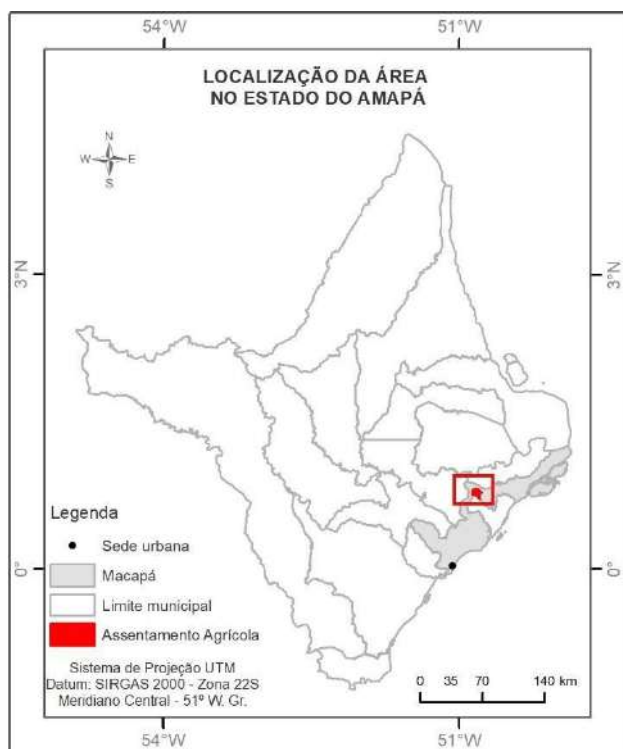 54°W
51°W
LOCALIZAÇÃO DA ÁREA
NO ESTADO DO AMAPÁ
N
W
E
S
3°N
3°N
Legenda
Sede urbana
Macapá
Limite municipal
Assentamento Agrícola
0°
0°
Sistema de Projeção UTM
Datum: SIRGAS 2000 - Zona 22S
Meridiano Central - 51º W. Gr.
0 35 70 140 km
54°W
51°W